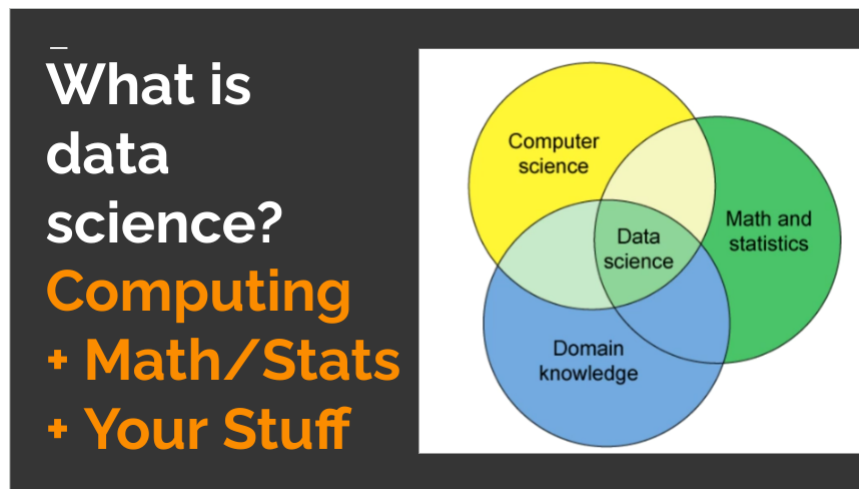 What is
data
science?
Computing
+ Math/Stats
+ Your Stuff
Computer
science
Math and
statistics
Data
science
Domain
knowledge